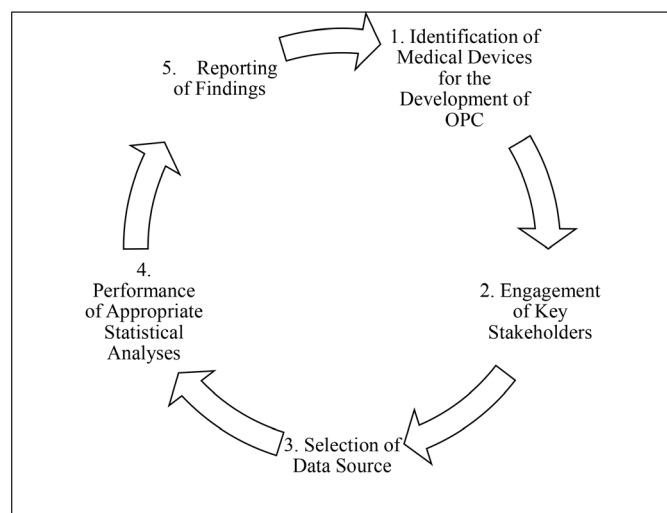 1. Identification of
Medical Devices
for the
Development of
OPC
2. Engagement
of Key
Stakeholders
3. Selection of
Data Source
4.
Performance
of Appropriate
Statistical
Analyses
5. Reporting
of Findings